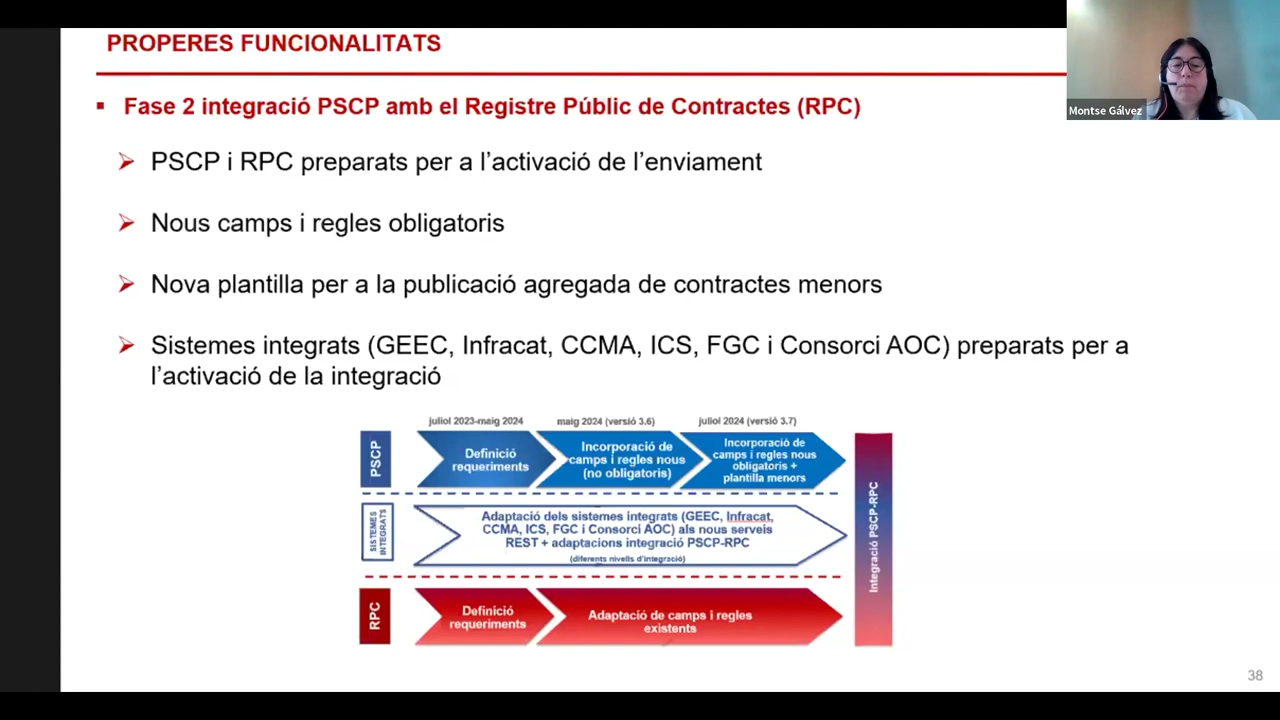 PROPERES FUNCIONALITATS
Montse Gálvez
Fase 2 integració PSCP amb el Registre Públic de Contractes (RPC)
PSCP i RPC preparats per a l'activació de l'enviament
Nous camps i regles obligatoris
Nova plantilla per a la publicació agregada de contractes menors
Sistemes integrats (GEEC, Infracat, CCMA, ICS, FGC i Consorci AOC) preparats per a
l'activació de la integració
juliol 2023-maig 2024
maig 2024 (versió 3.6)
juliol 2024 (versió 3.7)
PSCP
Definició
requeriments
Incorporació de
camps i regles nous
(no obligatoris)
Incorporació de
camps i regles nous
obligatoris +
plantilla menors
SISTEMES
INTEGRATS
Adaptació dels sistemes integrats (GEEC, Infracat,
CCMA, ICS, FGC i Consorci AOC) als nous serveis
REST + adaptacions integració PSCP-RPC
(diferents nivells d'integració)
RPC
Definició
requeriments
Adaptació de camps i regles
existents
Integració PSCP-RPC
38